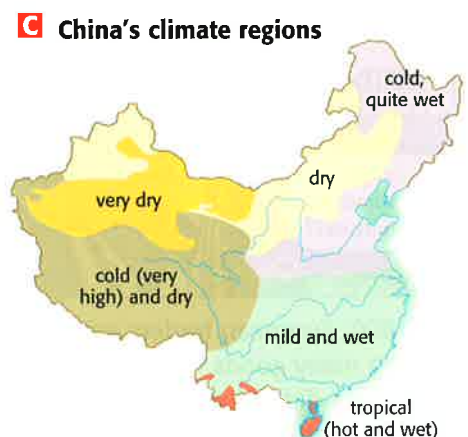 C China's climate regions
cold,
quite wet
dry
very dry
cold (very
high) and dry
mild and wet
tropical
(hot and wet)